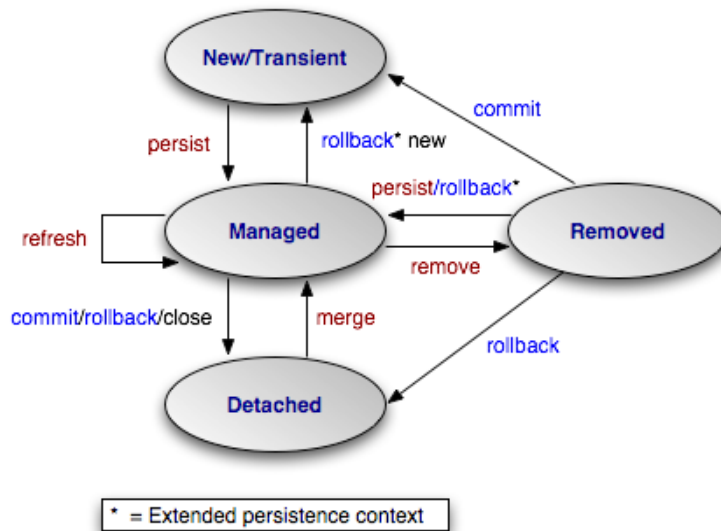 New/Transient
commit
persist
rollback* new
persist/rollback*
Managed
Removed
refresh
remove
commit/rollback/close
merge
rollback
Detached
* = Extended persistence context